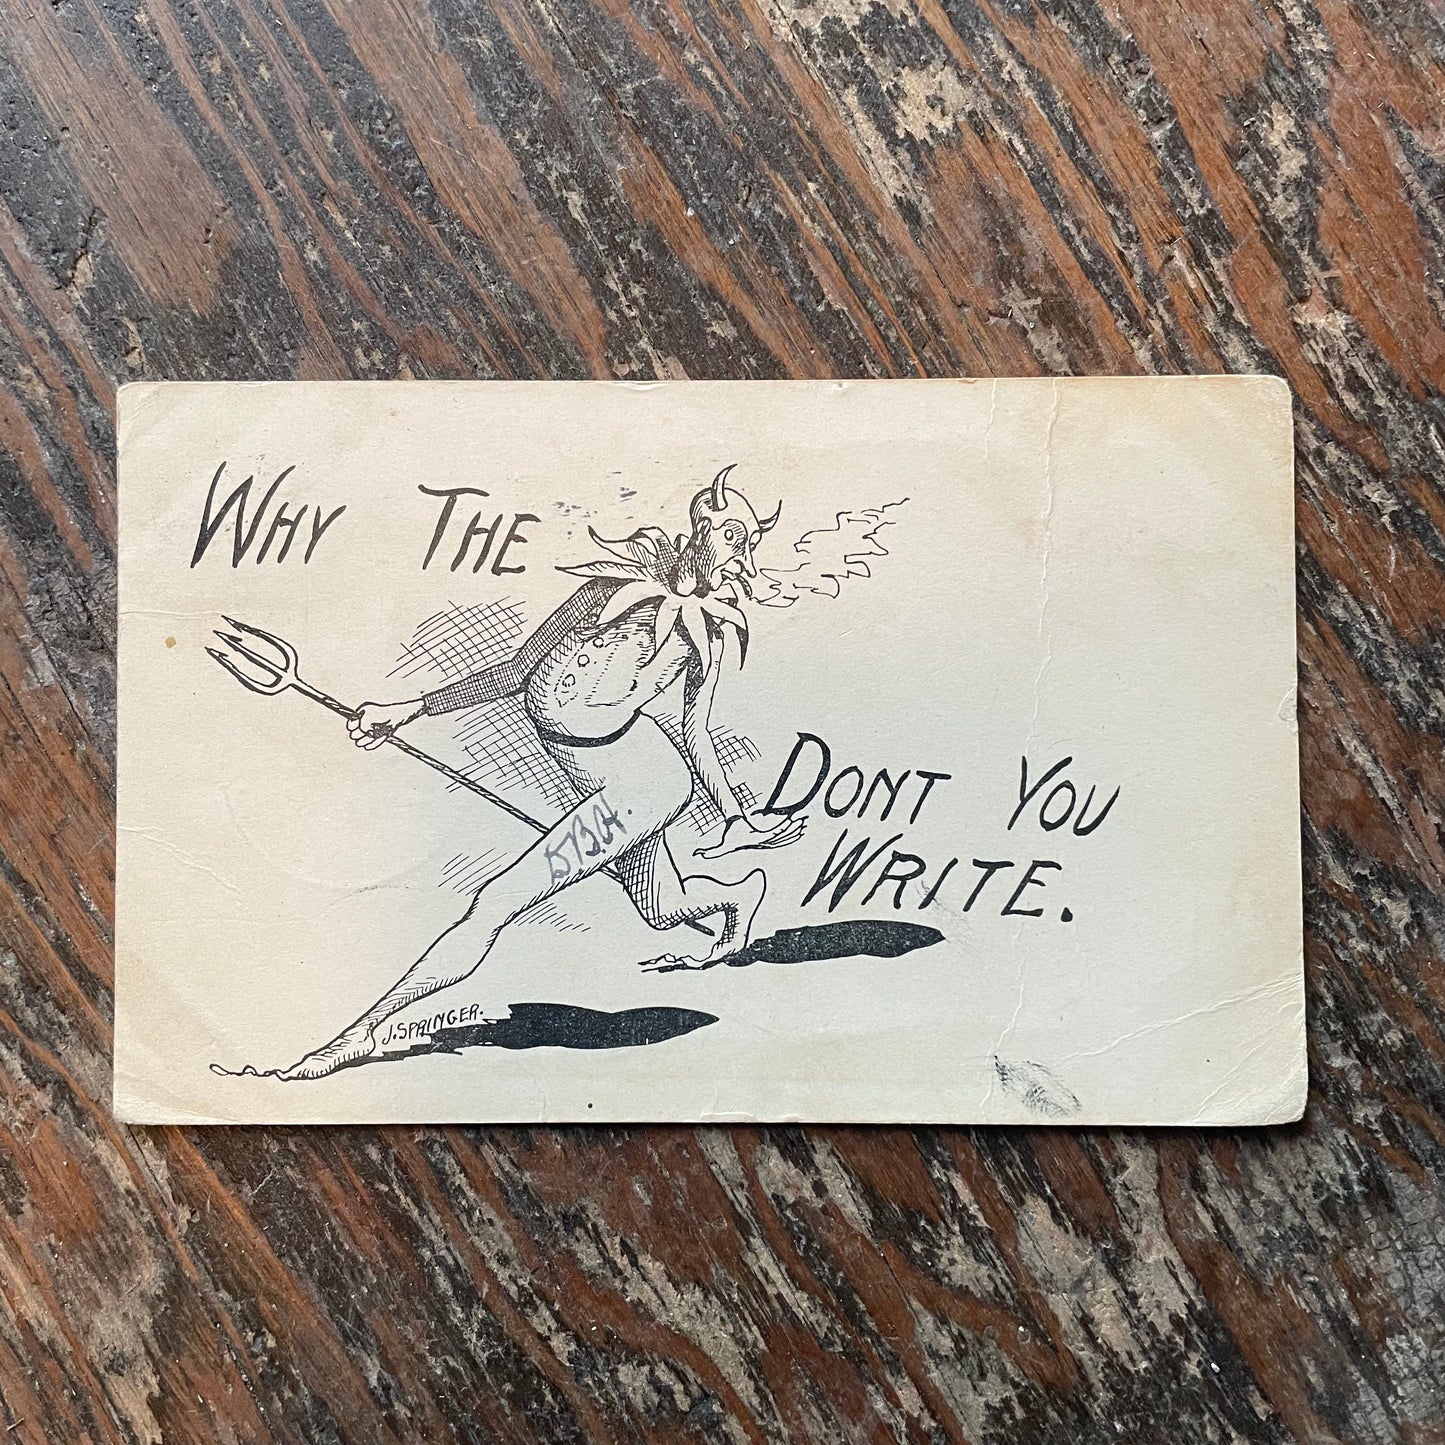 WHY THE
DONT YOU
WRITE.
D.B.H.
J. SPRINGER.